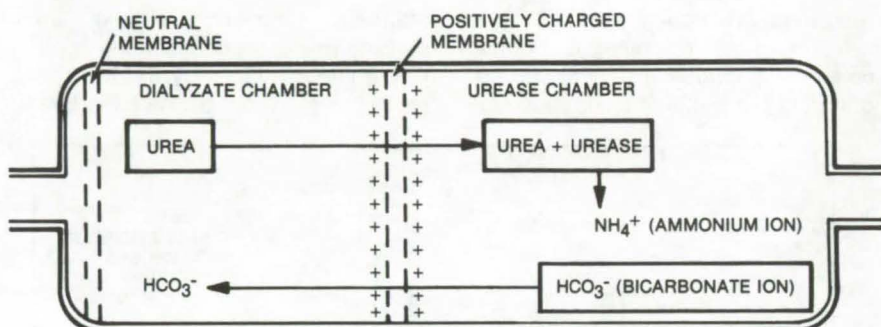 NEUTRAL
MEMBRANE
POSITIVELY CHARGED
MEMBRANE
DIALYZATE CHAMBER
UREASE CHAMBER
UREA
UREA + UREASE
NH₄⁺ (AMMONIUM ION)
HCO₃⁻
HCO₃⁻ (BICARBONATE ION)